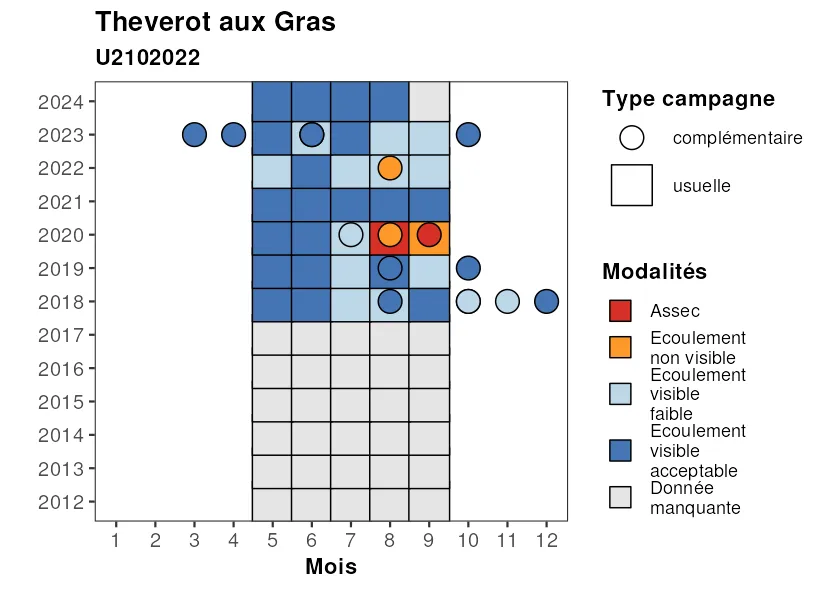 Theverot aux Gras
U2102022
2024
2023
2022
2021
2020
2019
2018
2017
2016
2015
2014
2013
2012
1 2 3 4 5 6 7 8 9 10 11 12
Mois
Type campagne
complémentaire
usuelle
Modalités
Assec
Ecoulement
non visible
Ecoulement
visible
faible
Ecoulement
visible
acceptable
Donnée
manquante